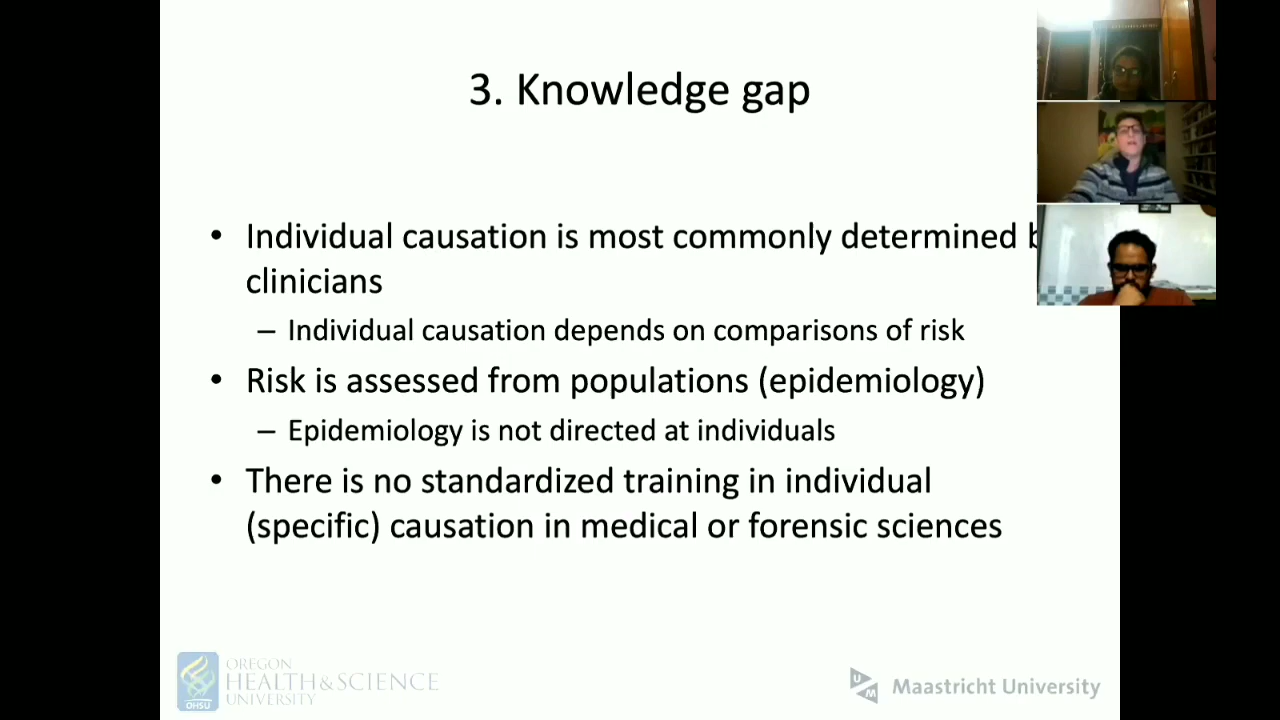 3. Knowledge gap
• Individual causation is most commonly determined
clinicians
– Individual causation depends on comparisons of risk
• Risk is assessed from populations (epidemiology)
– Epidemiology is not directed at individuals
• There is no standardized training in individual
(specific) causation in medical or forensic sciences
OREGON
HEALTH & SCIENCE
UNIVERSITY
OHSU
UM
Maastricht University